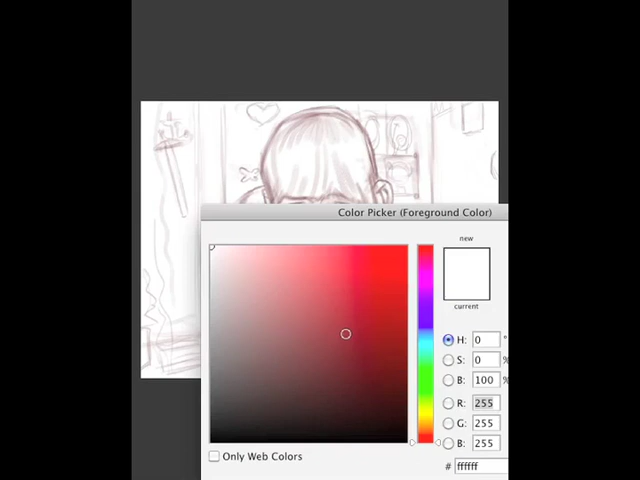 Color Picker (Foreground Color)
new
current
H: 0 °
S: 0 %
B: 100 %
R: 255
G: 255
B: 255
Only Web Colors
# ffffff